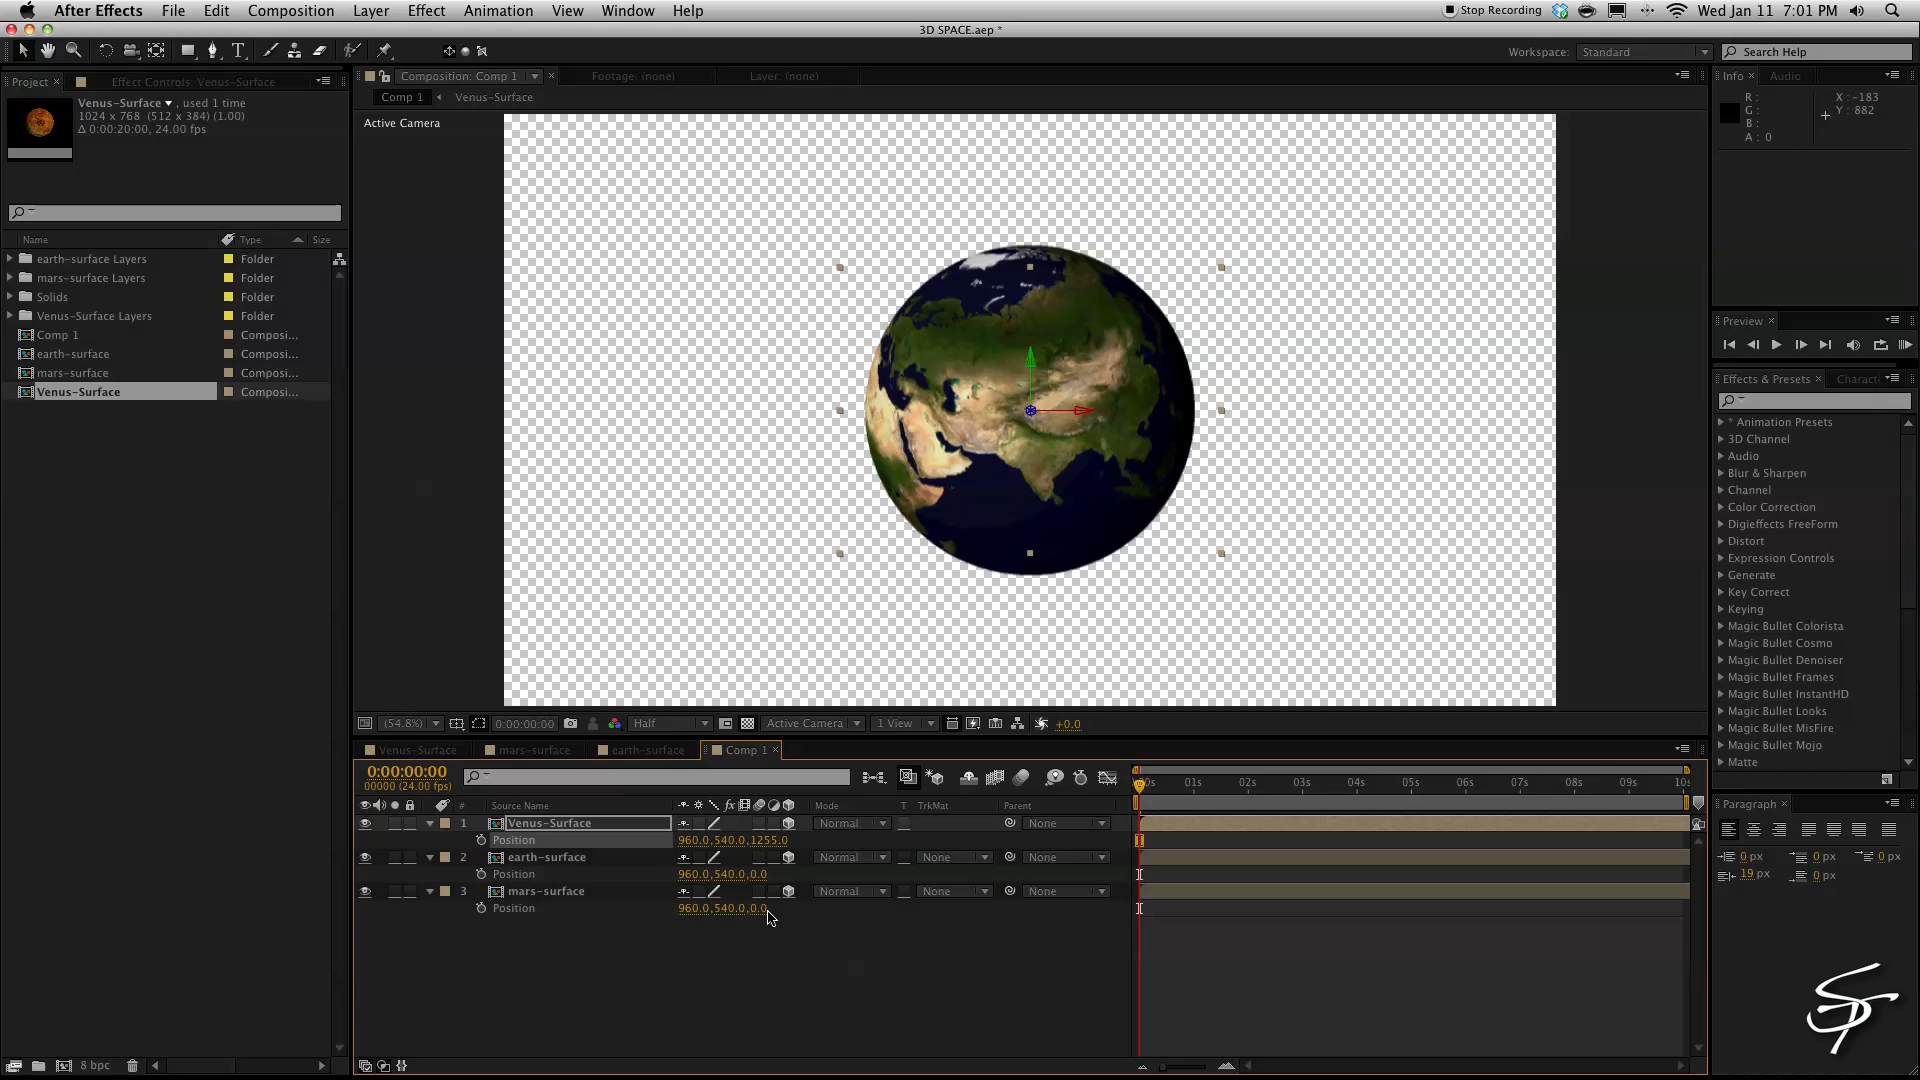 After Effects File Edit Composition Layer Effect Animation View Window Help
Stop Recording Wed Jan 11 7:01 PM
3D SPACE.aep *
T
Workspace: Standard Search Help
Project × Effect Controls: Venus-Surface
Venus-Surface , used 1 time
1024 x 768 (512 x 384) (1.00)
Δ 0:00:20:00, 24.00 fps
Name Type Size
earth-surface Layers Folder
mars-surface Layers Folder
Solids Folder
Venus-Surface Layers Folder
Comp 1 Composi...
earth-surface Composi...
mars-surface Composi...
Venus-Surface Composi...
8 bpc
Composition: Comp 1 × Footage: (none) Layer: (none)
Comp 1 Venus-Surface
Active Camera
(54.8%) 0:00:00:00 Half Active Camera 1 View +0.0
Info × Audio
R : X : -183
G : Y : 882
B :
A : 0
Preview ×
Effects & Presets × Charact
* Animation Presets
3D Channel
Audio
Blur & Sharpen
Channel
Color Correction
Digieffects FreeForm
Distort
Expression Controls
Generate
Key Correct
Keying
Magic Bullet Colorista
Magic Bullet Cosmo
Magic Bullet Denoiser
Magic Bullet Frames
Magic Bullet InstantHD
Magic Bullet Looks
Magic Bullet MisFire
Magic Bullet Mojo
Matte
Paragraph ×
0 px 0 px 0 px
19 px 0 px
Venus-Surface mars-surface earth-surface Comp 1 ×
0:00:00:00
00000 (24.00 fps)
01s 02s 03s 04s 05s 06s 07s 08s 09s 10s
# Source Name fx Mode T TrkMat Parent
1 Venus-Surface Normal None
Position 960.0,540.0,1255.0
2 earth-surface Normal None None
Position 960.0,540.0,0.0
3 mars-surface Normal None None
Position 960.0,540.0,0.0